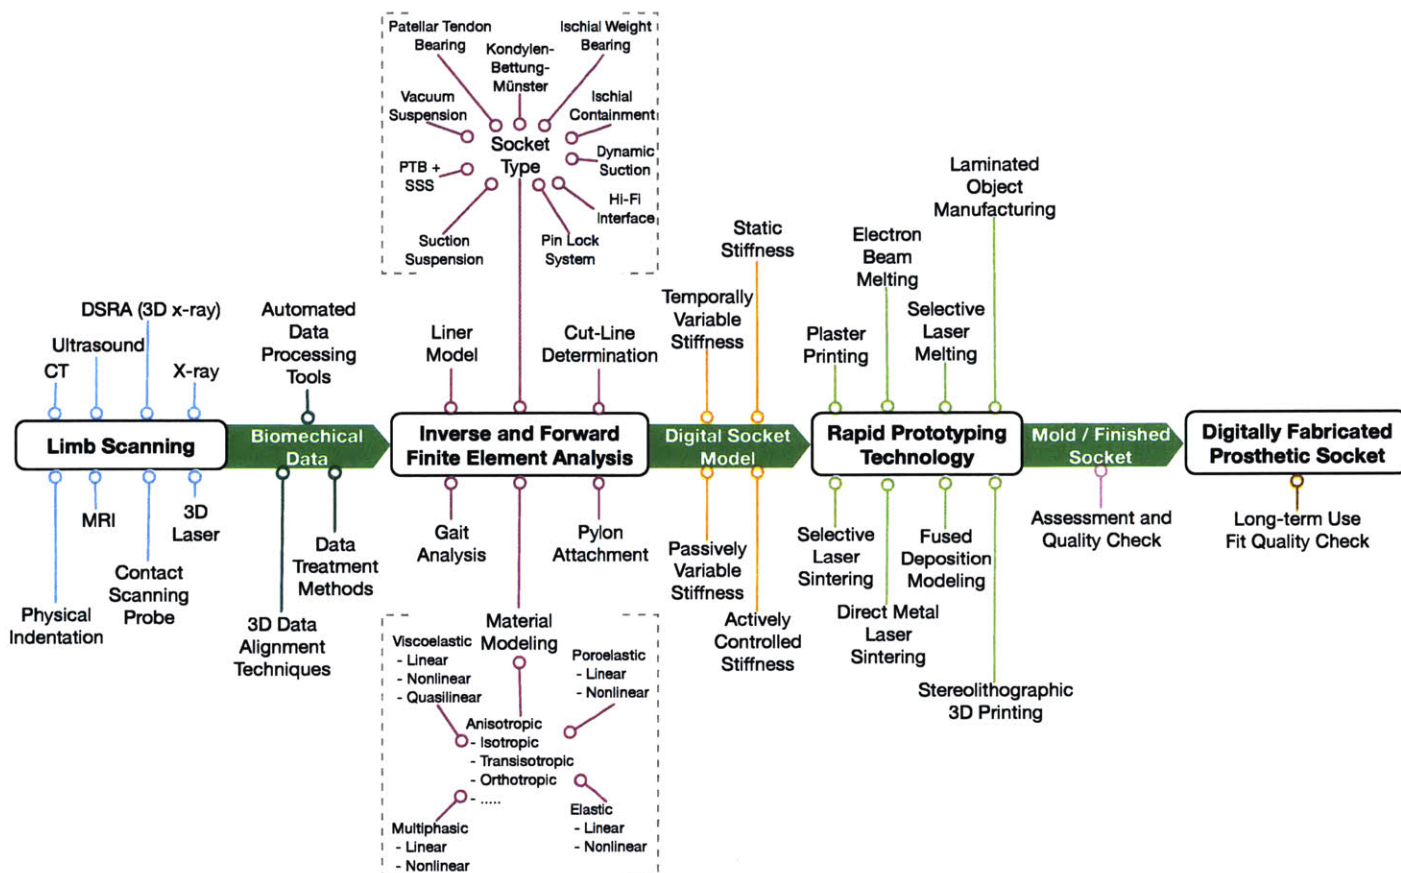 Patellar Tendon
Bearing
Kondylen-
Bettung-
Münster
Ischial Weight
Bearing
Vacuum
Suspension
Ischial
Containment
Socket
Type
PTB +
SSS
Dynamic
Suction
Hi-Fi
Interface
Suction
Suspension
Pin Lock
System
DSRA (3D x-ray)
Ultrasound
CT
X-ray
Automated
Data
Processing
Tools
Liner
Model
Cut-Line
Determination
Static
Stiffness
Temporally
Variable
Stiffness
Laminated
Object
Manufacturing
Electron
Beam
Melting
Selective
Laser
Melting
Plaster
Printing
Limb Scanning
Biomechical
Data
Inverse and Forward
Finite Element Analysis
Digital Socket
Model
Rapid Prototyping
Technology
Mold / Finished
Socket
Digitally Fabricated
Prosthetic Socket
Physical
Indentation
MRI
Contact
Scanning
Probe
3D
Laser
3D Data
Alignment
Techniques
Data
Treatment
Methods
Gait
Analysis
Pylon
Attachment
Material
Modeling
Passively
Variable
Stiffness
Actively
Controlled
Stiffness
Selective
Laser
Sintering
Direct Metal
Laser
Sintering
Fused
Deposition
Modeling
Stereolithographic
3D Printing
Assessment and
Quality Check
Long-term Use
Fit Quality Check
Viscoelastic
- Linear
- Nonlinear
- Quasilinear
Poroelastic
- Linear
- Nonlinear
Anisotropic
- Isotropic
- Transisotropic
- Orthotropic
- .....
Multiphasic
- Linear
- Nonlinear
Elastic
- Linear
- Nonlinear